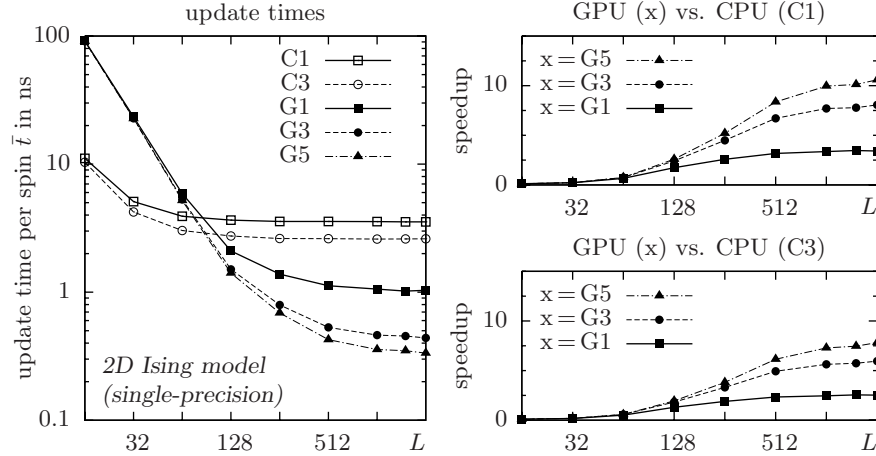 update times
update time per spin t̄ in ns
100
10
1
0.1
C1
C3
G1
G3
G5
2D Ising model
(single-precision)
32 128 512 L
GPU (x) vs. CPU (C1)
speedup
10
0
x = G5
x = G3
x = G1
32 128 512 L
GPU (x) vs. CPU (C3)
speedup
10
0
x = G5
x = G3
x = G1
32 128 512 L